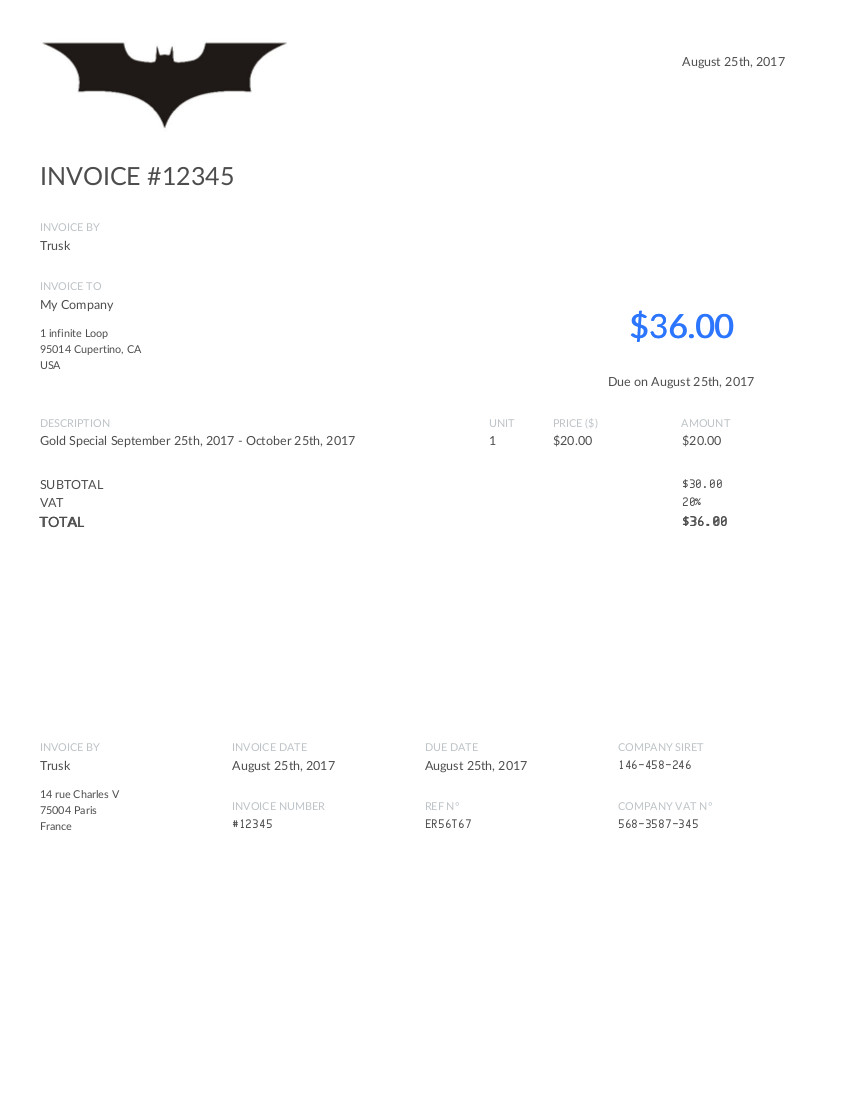 August 25th, 2017
INVOICE #12345
INVOICE BY
Trusk
INVOICE TO
My Company
1 infinite Loop
95014 Cupertino, CA
USA
$36.00
Due on August 25th, 2017
DESCRIPTION UNIT PRICE ($) AMOUNT
Gold Special September 25th, 2017 - October 25th, 2017 1 $20.00 $20.00
SUBTOTAL $30.00
VAT 20%
TOTAL $36.00
INVOICE BY INVOICE DATE DUE DATE COMPANY SIRET
Trusk August 25th, 2017 August 25th, 2017 146-458-246
14 rue Charles V
75004 Paris
France
INVOICE NUMBER REF N° COMPANY VAT N°
#12345 ER56T67 568-3587-345